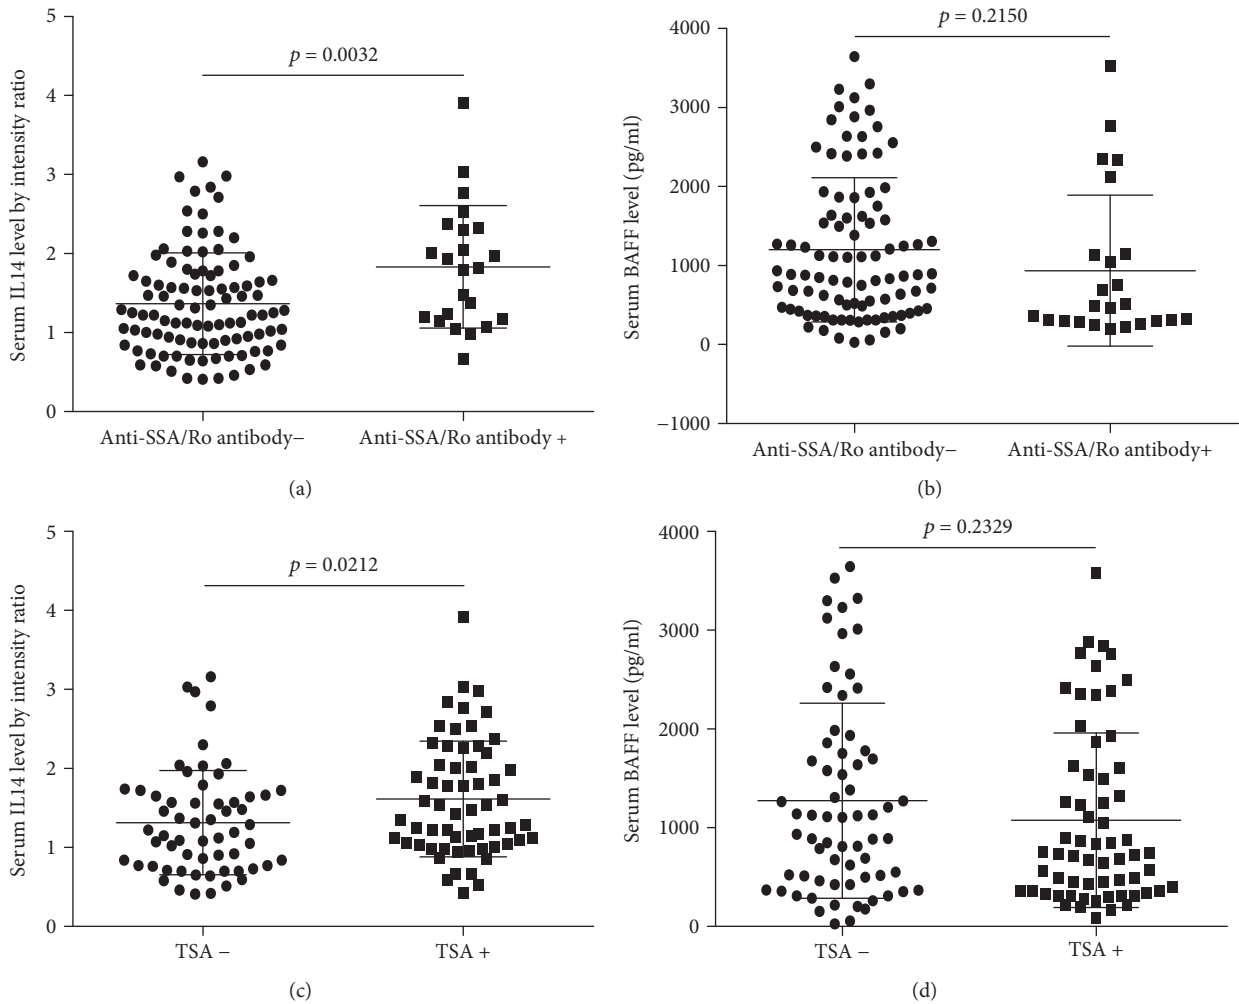 5
4
3
2
1
0
Serum IL14 level by intensity ratio
p = 0.0032
Anti-SSA/Ro antibody−
Anti-SSA/Ro antibody +
(a)
4000
3000
2000
1000
0
−1000
Serum BAFF level (pg/ml)
p = 0.2150
Anti-SSA/Ro antibody−
Anti-SSA/Ro antibody+
(b)
5
4
3
2
1
0
Serum IL14 level by intensity ratio
p = 0.0212
TSA −
TSA +
(c)
4000
3000
2000
1000
0
Serum BAFF level (pg/ml)
p = 0.2329
TSA −
TSA +
(d)